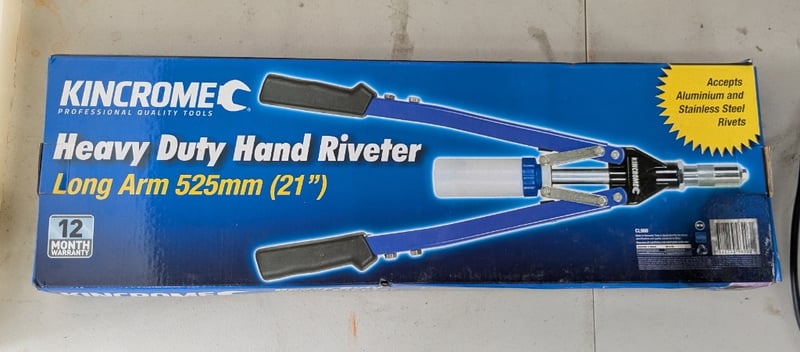 KINCROME
PROFESSIONAL QUALITY TOOLS
Heavy Duty Hand Riveter
Long Arm 525mm (21”)
12
MONTH
WARRANTY
Accepts
Aluminium and
Stainless Steel
Rivets
KINCROME
KINCROME